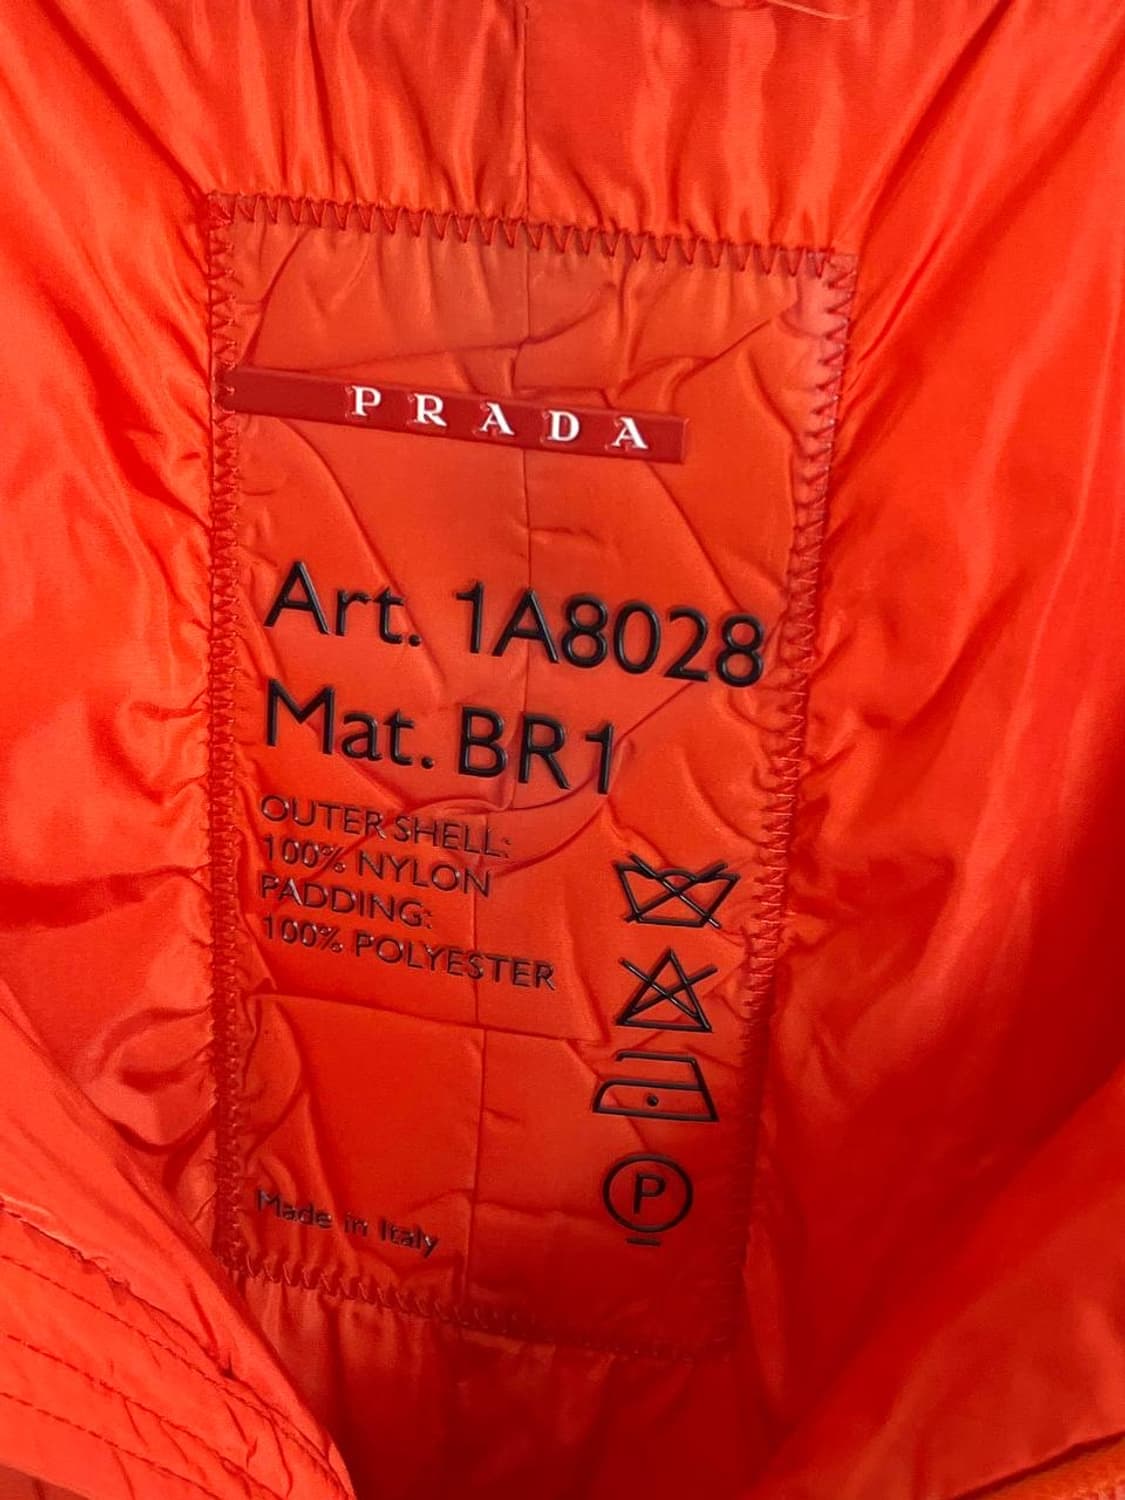 PRADA
Art. 1A8028
Mat. BR1
OUTER SHELL:
100% NYLON
PADDING:
100% POLYESTER
P
Made in Italy